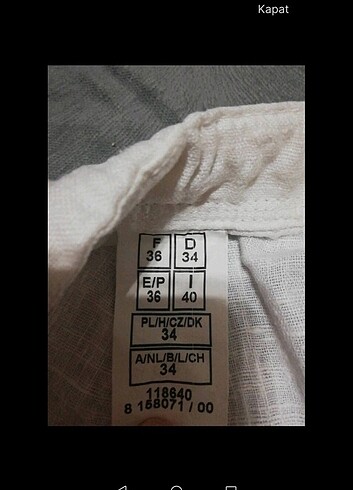 Kapat
F D
36 34
E/P I
36 40
PL/H/CZ/DK
34
A/NL/B/L/CH
34
118640
8 158071 / 00